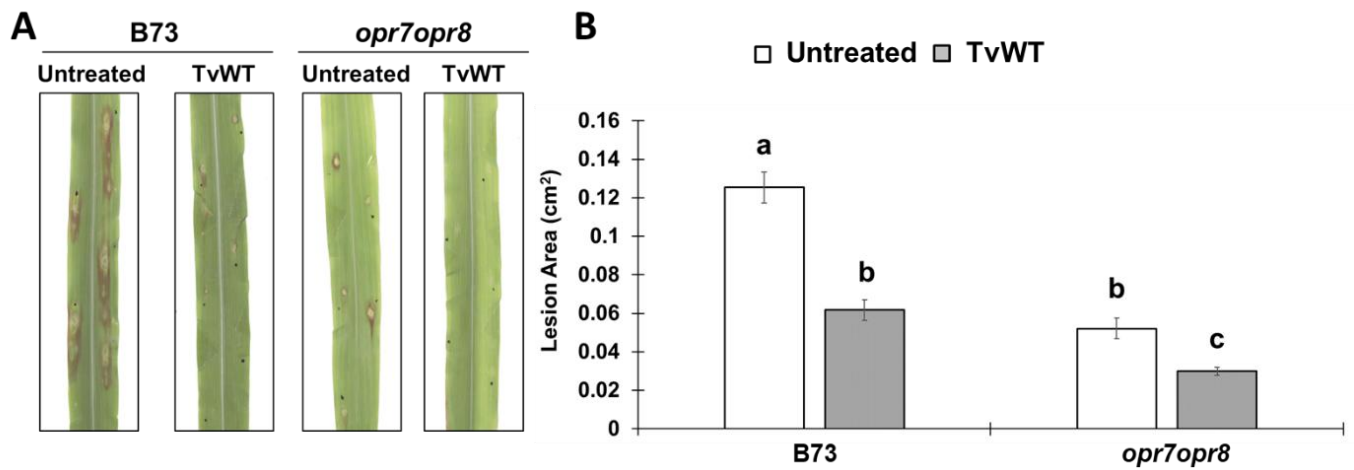 A
B73
opr7opr8
Untreated
TvWT
Untreated
TvWT
B
Untreated
TvWT
Lesion Area (cm²)
0.16
0.14
0.12
0.1
0.08
0.06
0.04
0.02
0
a
b
b
c
B73
opr7opr8